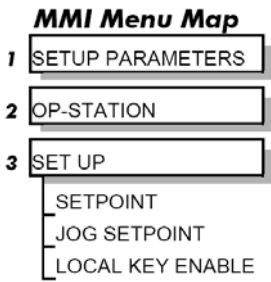 MMI Menu Map
1 SETUP PARAMETERS
2 OP-STATION
3 SET UP
SETPOINT
JOG SETPOINT
LOCAL KEY ENABLE